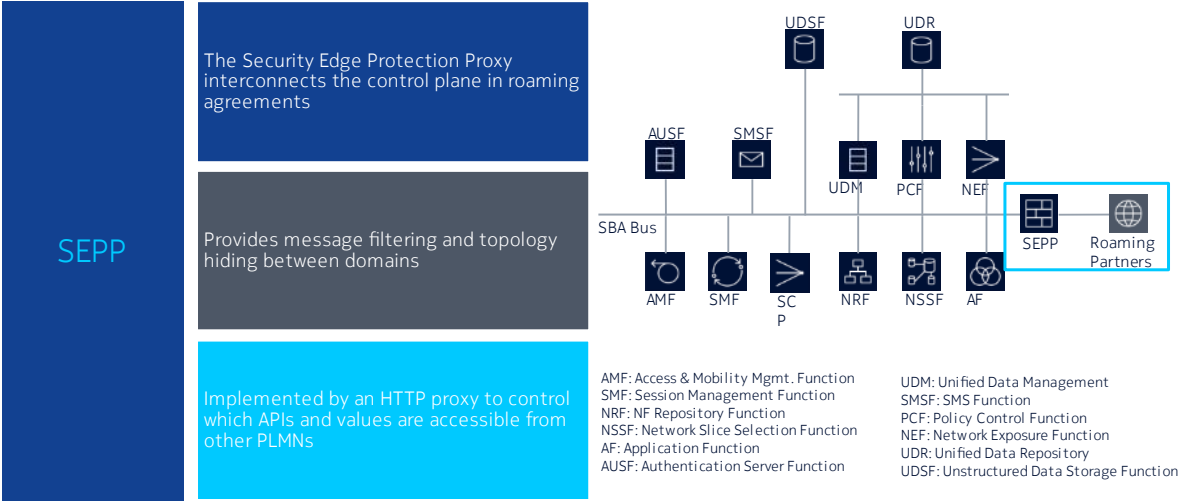 SEPP
The Security Edge Protection Proxy
interconnects the control plane in roaming
agreements
Provides message filtering and topology
hiding between domains
Implemented by an HTTP proxy to control
which APIs and values are accessible from
other PLMNs
UDSF
UDR
AUSF
SMSF
UDM
PCF
NEF
SBA Bus
SEPP
Roaming
Partners
AMF
SMF
SC
P
NRF
NSSF
AF
AMF: Access & Mobility Mgmt. Function
SMF: Session Management Function
NRF: NF Repository Function
NSSF: Network Slice Selection Function
AF: Application Function
AUSF: Authentication Server Function
UDM: Unified Data Management
SMSF: SMS Function
PCF: Policy Control Function
NEF: Network Exposure Function
UDR: Unified Data Repository
UDSF: Unstructured Data Storage Function